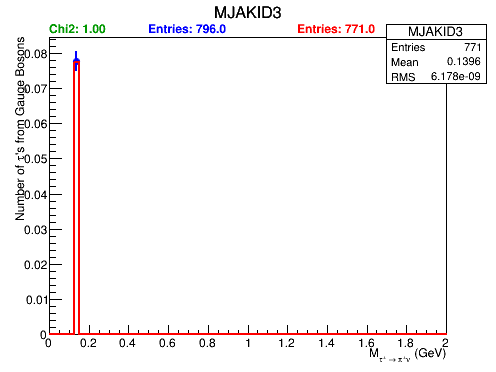 MJAKID3
Chi2: 1.00 Entries: 796.0 Entries: 771.0
MJAKID3
Entries 771
Mean 0.1396
RMS 6.178e-09
Number of τ's from Gauge Bosons
0.08
0.07
0.06
0.05
0.04
0.03
0.02
0.01
0
0 0.2 0.4 0.6 0.8 1 1.2 1.4 1.6 1.8 2
M_{τ⁺ → π⁺ν} (GeV)